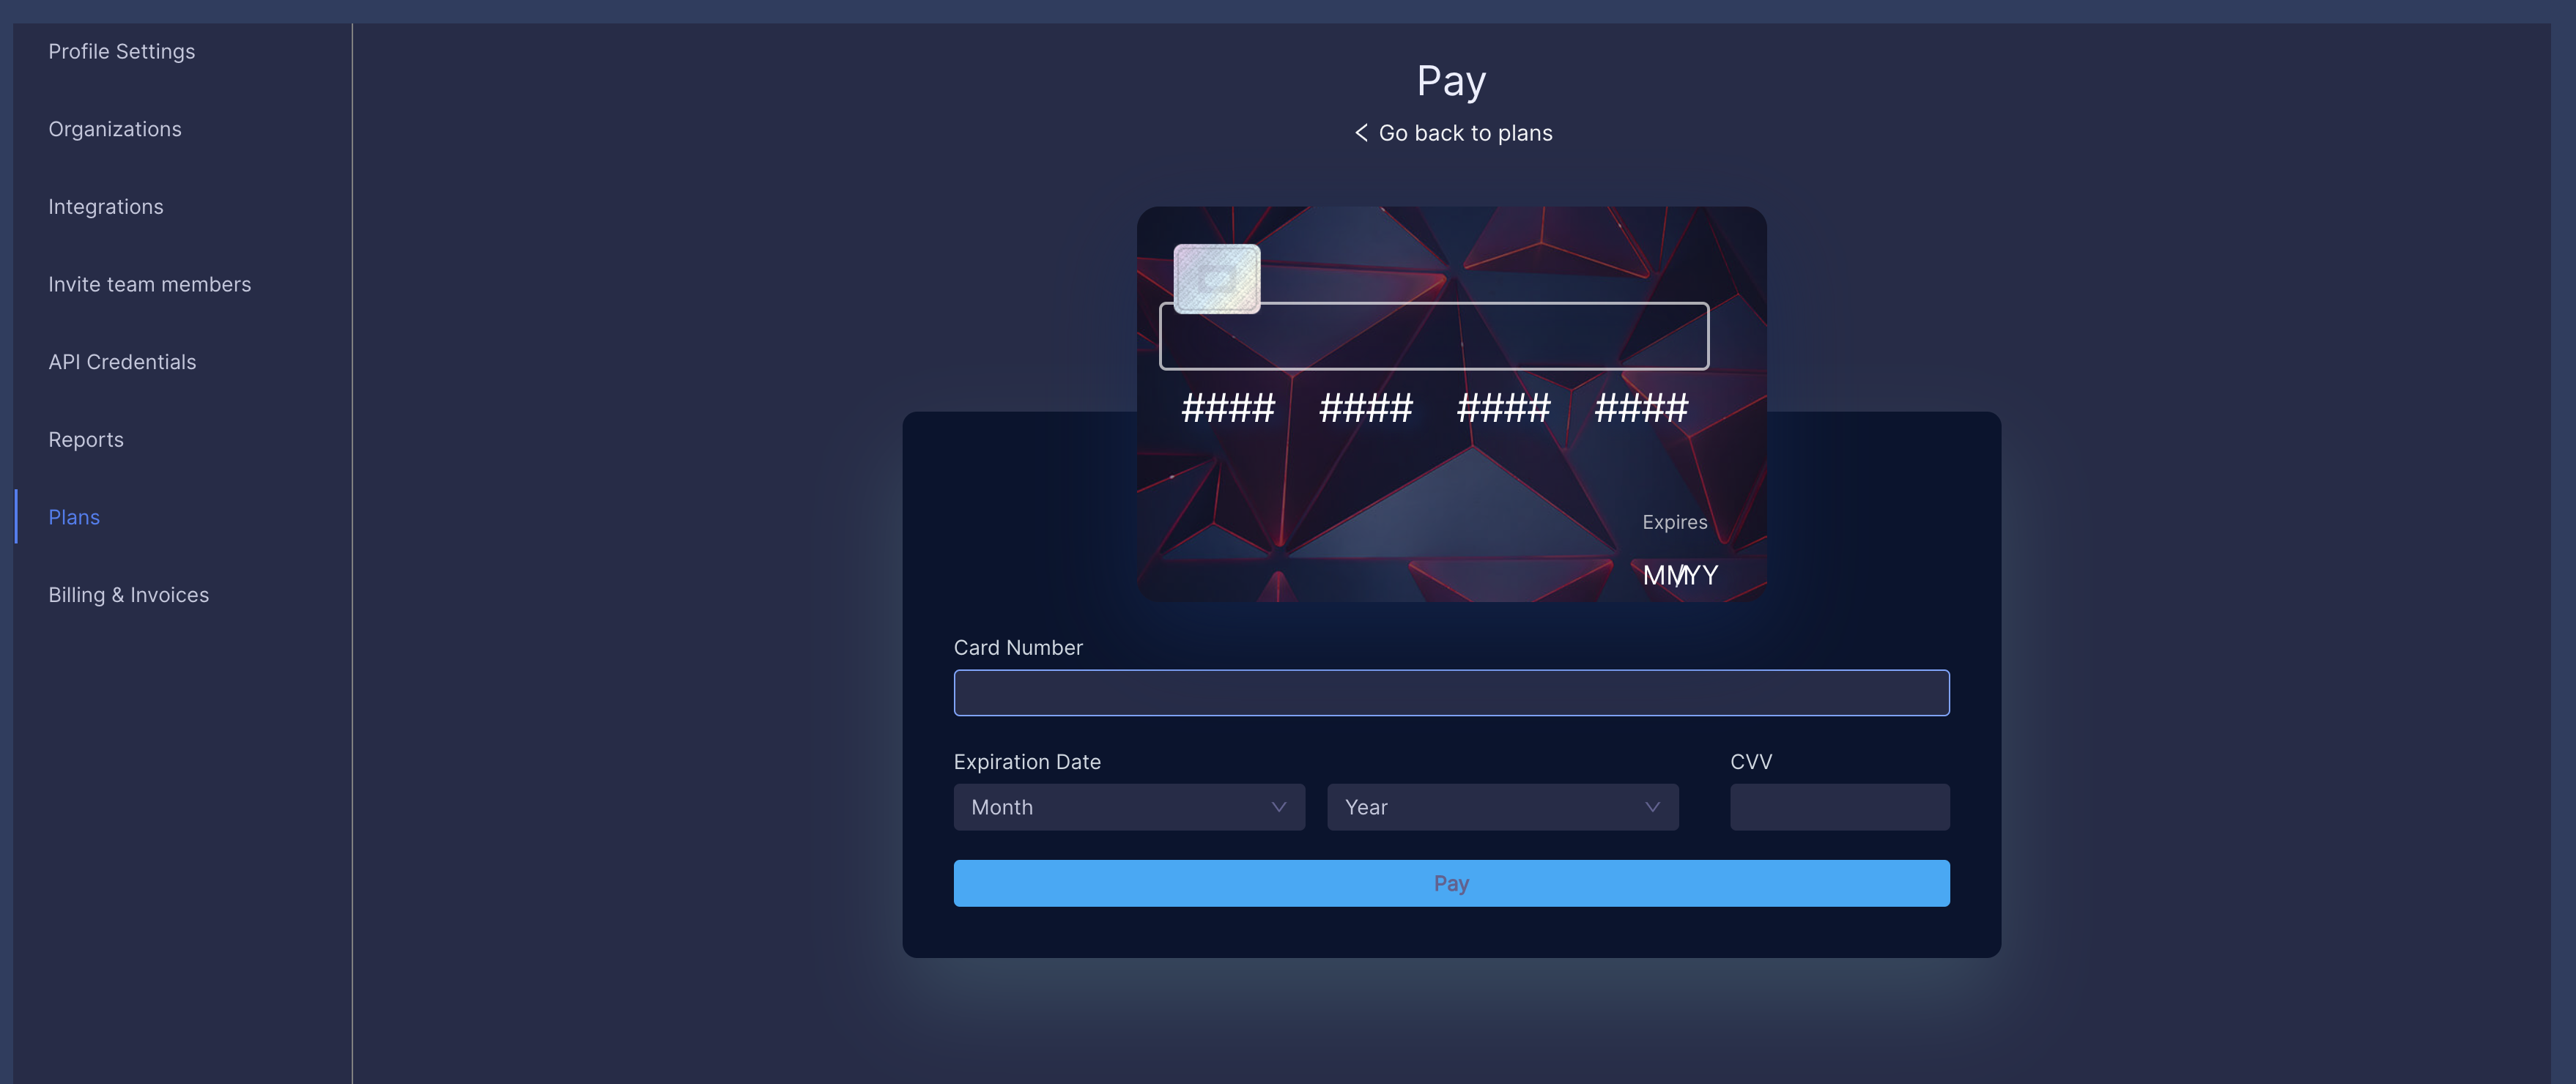 Profile Settings
Organizations
Integrations
Invite team members
API Credentials
Reports
Plans
Billing & Invoices
Pay
Go back to plans
#### #### #### ####
Expires
MM/YY
Card Number
Expiration Date
CVV
Month
Year
Pay